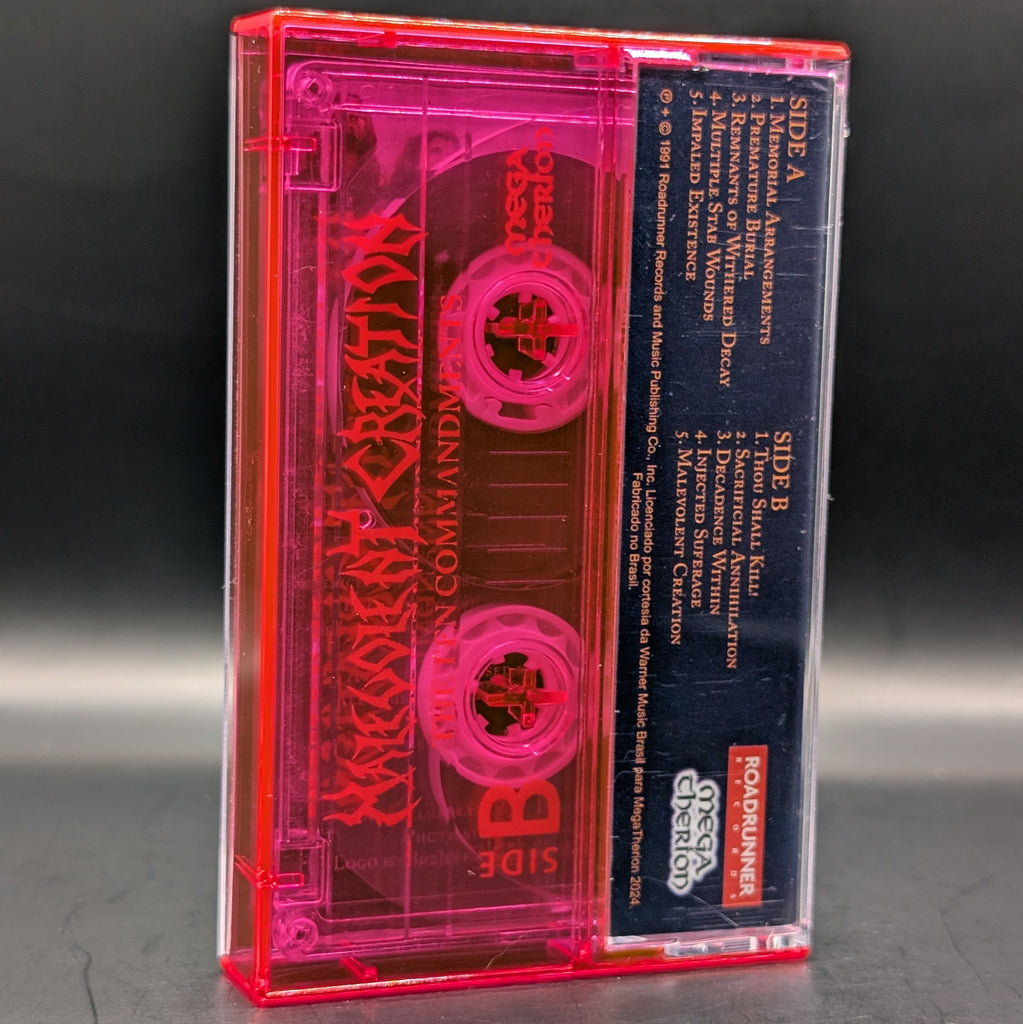 SIDE A
1. Memorial Arrangements
2. Premature Burial
3. Remnants of Withered Decay
4. Multiple Stab Wounds
5. Impaled Existence
SIDE B
1. Thou Shall Kill!
2. Sacrificial Annihilation
3. Decadence Within
4. Injected Suferage
5. Malevolent Creation
℗ + © 1991 Roadrunner Records and Music Publishing Co., Inc. Licenciado por cortesia da Warner Music Brasil para MegaTherion 2024.
Fabricado no Brasil.
ROADRUNNER
RECORDS
MEGA
Therion
MEGA
Therion
SIDE
B
MALEVOLENT CREATION
COMMANDMENTS
Logo by